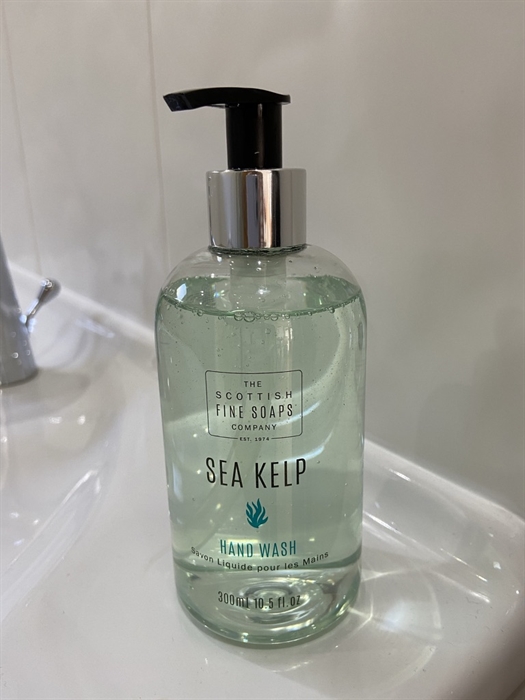 THE
SCOTTISH
FINE SOAPS
COMPANY
EST. 1974
SEA KELP
HAND WASH
Savon Liquide pour les Mains
300ml 10.5 fl.oz